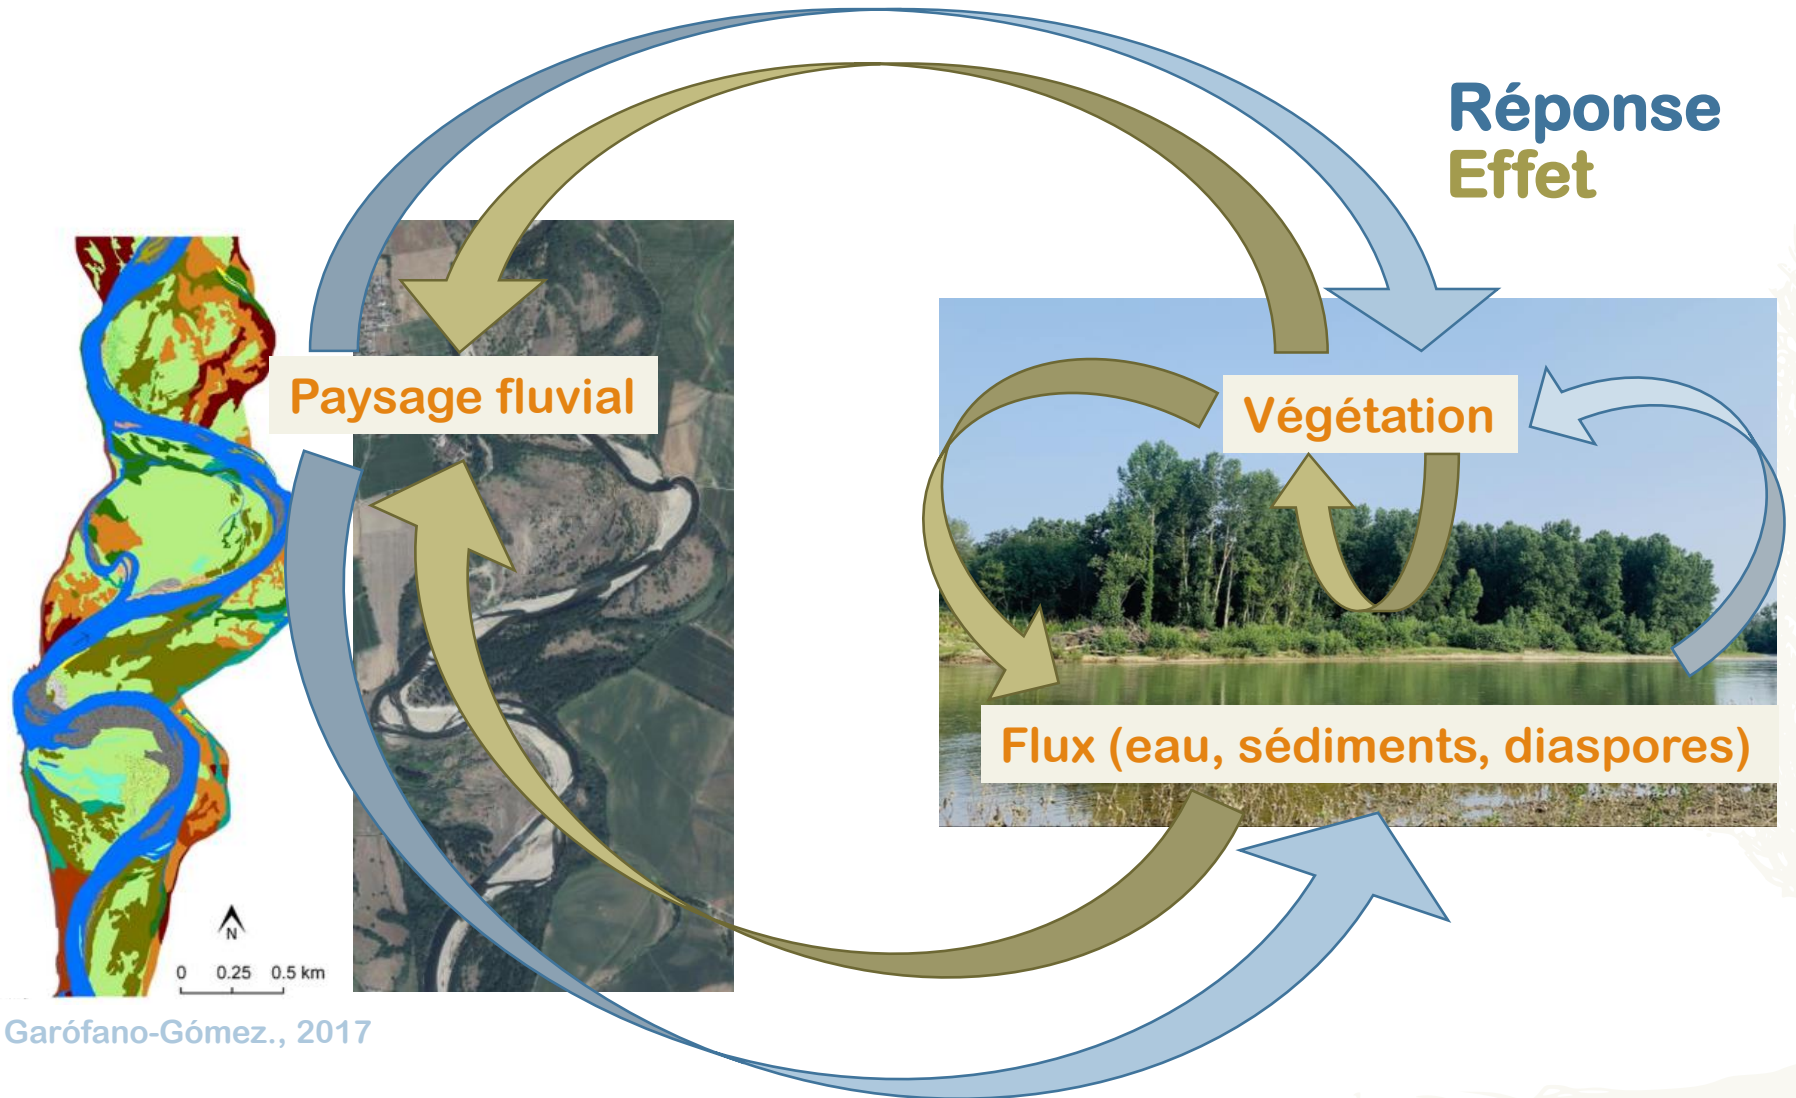 Réponse
Effet
Paysage fluvial
Végétation
Flux (eau, sédiments, diaspores)
N
0 0.25 0.5 km
Garófano-Gómez., 2017